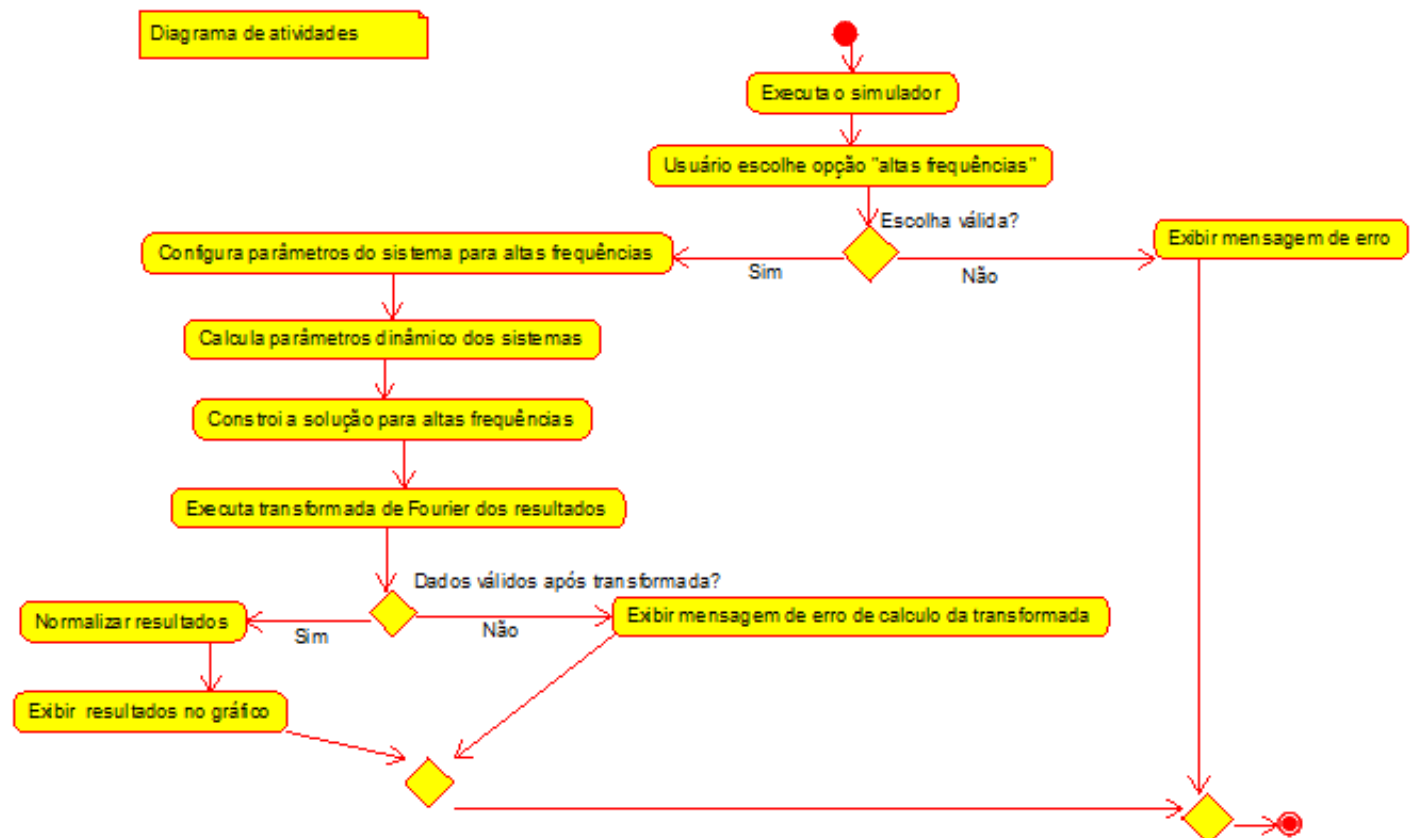 Diagrama de atividades
Executa o simulador
Usuário escolhe opção "altas frequências"
Escolha válida?
Configura parâmetros do sistema para altas frequências
Sim
Não
Exibir mensagem de erro
Calcula parâmetros dinâmico dos sistemas
Constroi a solução para altas frequências
Executa transformada de Fourier dos resultados
Dados válidos após transformada?
Normalizar resultados
Sim
Não
Exibir mensagem de erro de calculo da transformada
Exibir resultados no gráfico